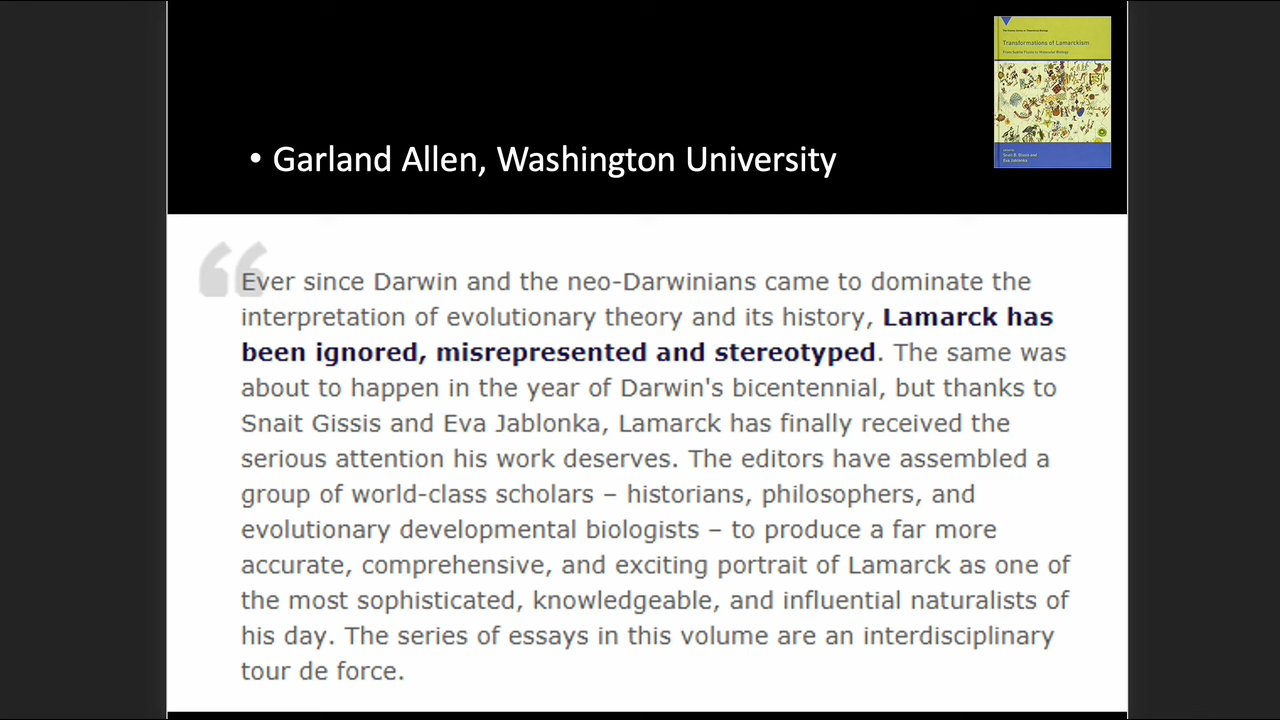 Transformations of Lamarckism
• Garland Allen, Washington University
“
Ever since Darwin and the neo-Darwinians came to dominate the
interpretation of evolutionary theory and its history, Lamarck has
been ignored, misrepresented and stereotyped. The same was
about to happen in the year of Darwin's bicentennial, but thanks to
Snait Gissis and Eva Jablonka, Lamarck has finally received the
serious attention his work deserves. The editors have assembled a
group of world-class scholars – historians, philosophers, and
evolutionary developmental biologists – to produce a far more
accurate, comprehensive, and exciting portrait of Lamarck as one of
the most sophisticated, knowledgeable, and influential naturalists of
his day. The series of essays in this volume are an interdisciplinary
tour de force.